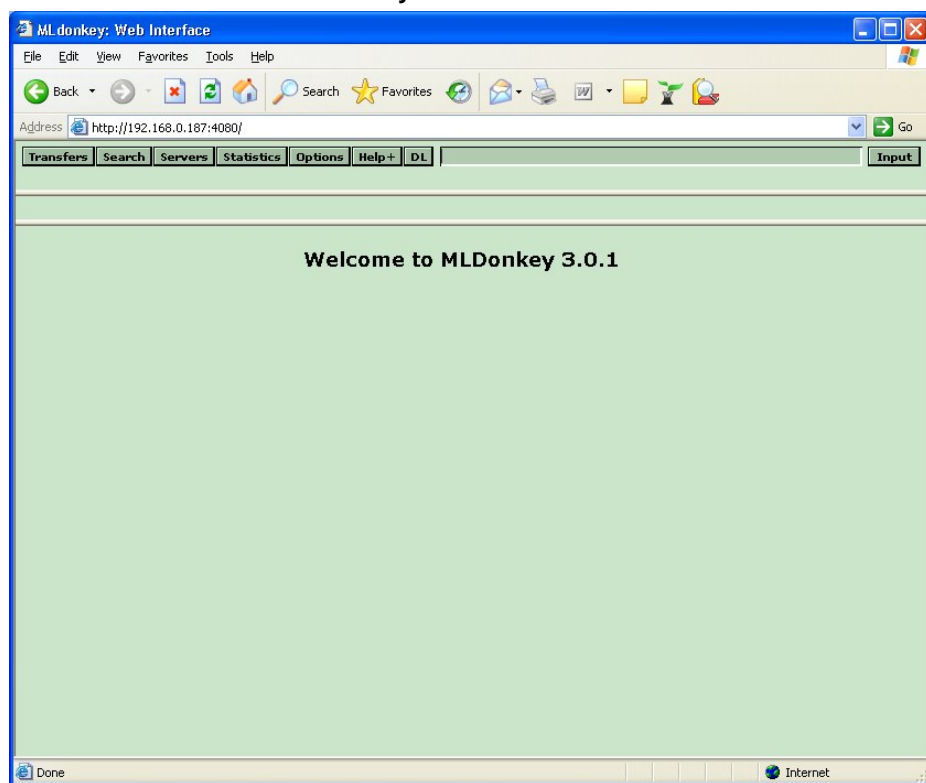 MLdonkey: Web Interface
File Edit View Favorites Tools Help
Back Search Favorites
Address http://192.168.0.187:4080/ Go
Transfers Search Servers Statistics Options Help+ DL Input
Welcome to MLDonkey 3.0.1
Done Internet